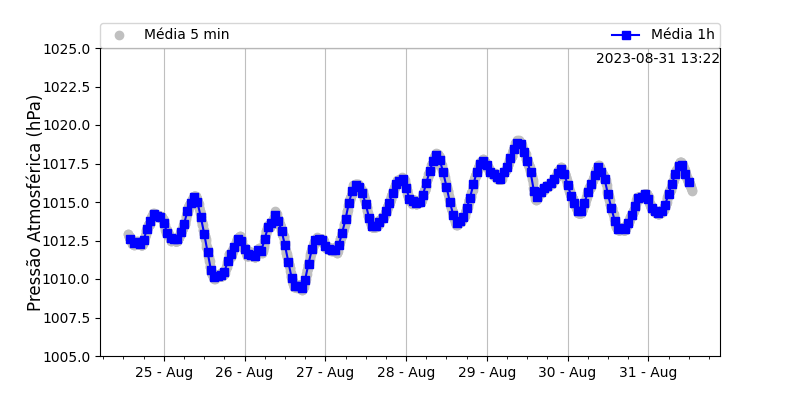 Média 5 min
Média 1h
2023-08-31 13:22
Pressão Atmosférica (hPa)
1025.0
1022.5
1020.0
1017.5
1015.0
1012.5
1010.0
1007.5
1005.0
25 - Aug
26 - Aug
27 - Aug
28 - Aug
29 - Aug
30 - Aug
31 - Aug